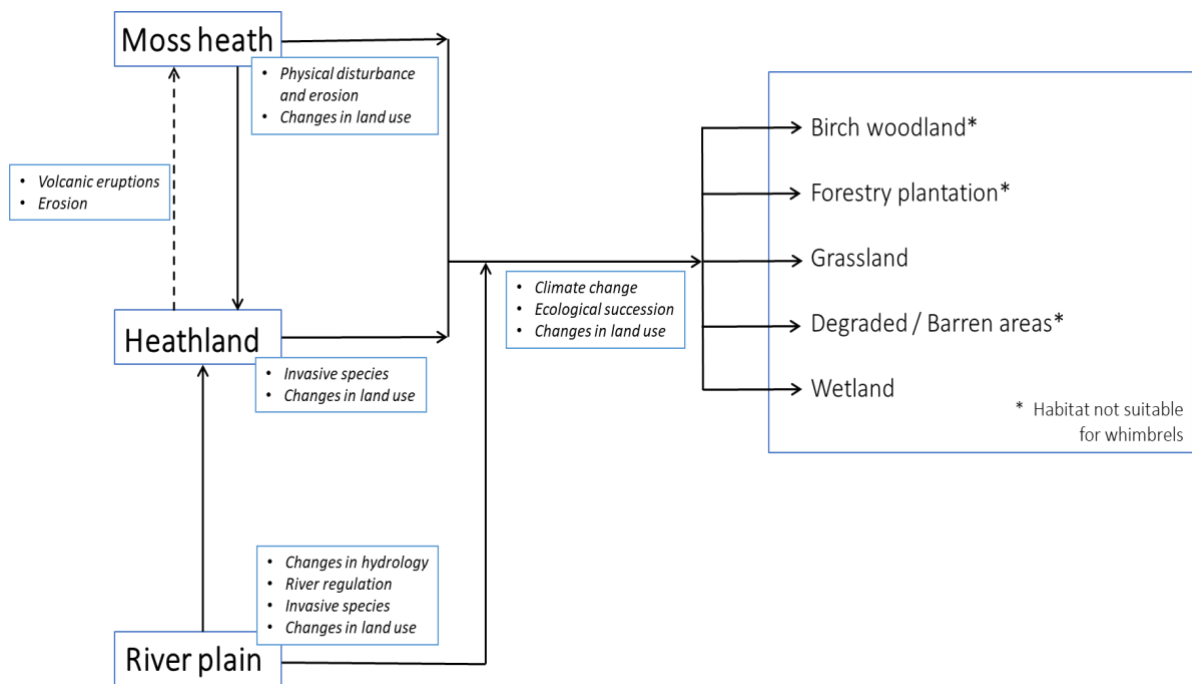 Moss heath
• Physical disturbance
and erosion
• Changes in land use
• Volcanic eruptions
• Erosion
Heathland
• Invasive species
• Changes in land use
• Changes in hydrology
• River regulation
• Invasive species
• Changes in land use
River plain
• Climate change
• Ecological succession
• Changes in land use
Birch woodland*
Forestry plantation*
Grassland
Degraded / Barren areas*
Wetland
* Habitat not suitable
for whimbrels